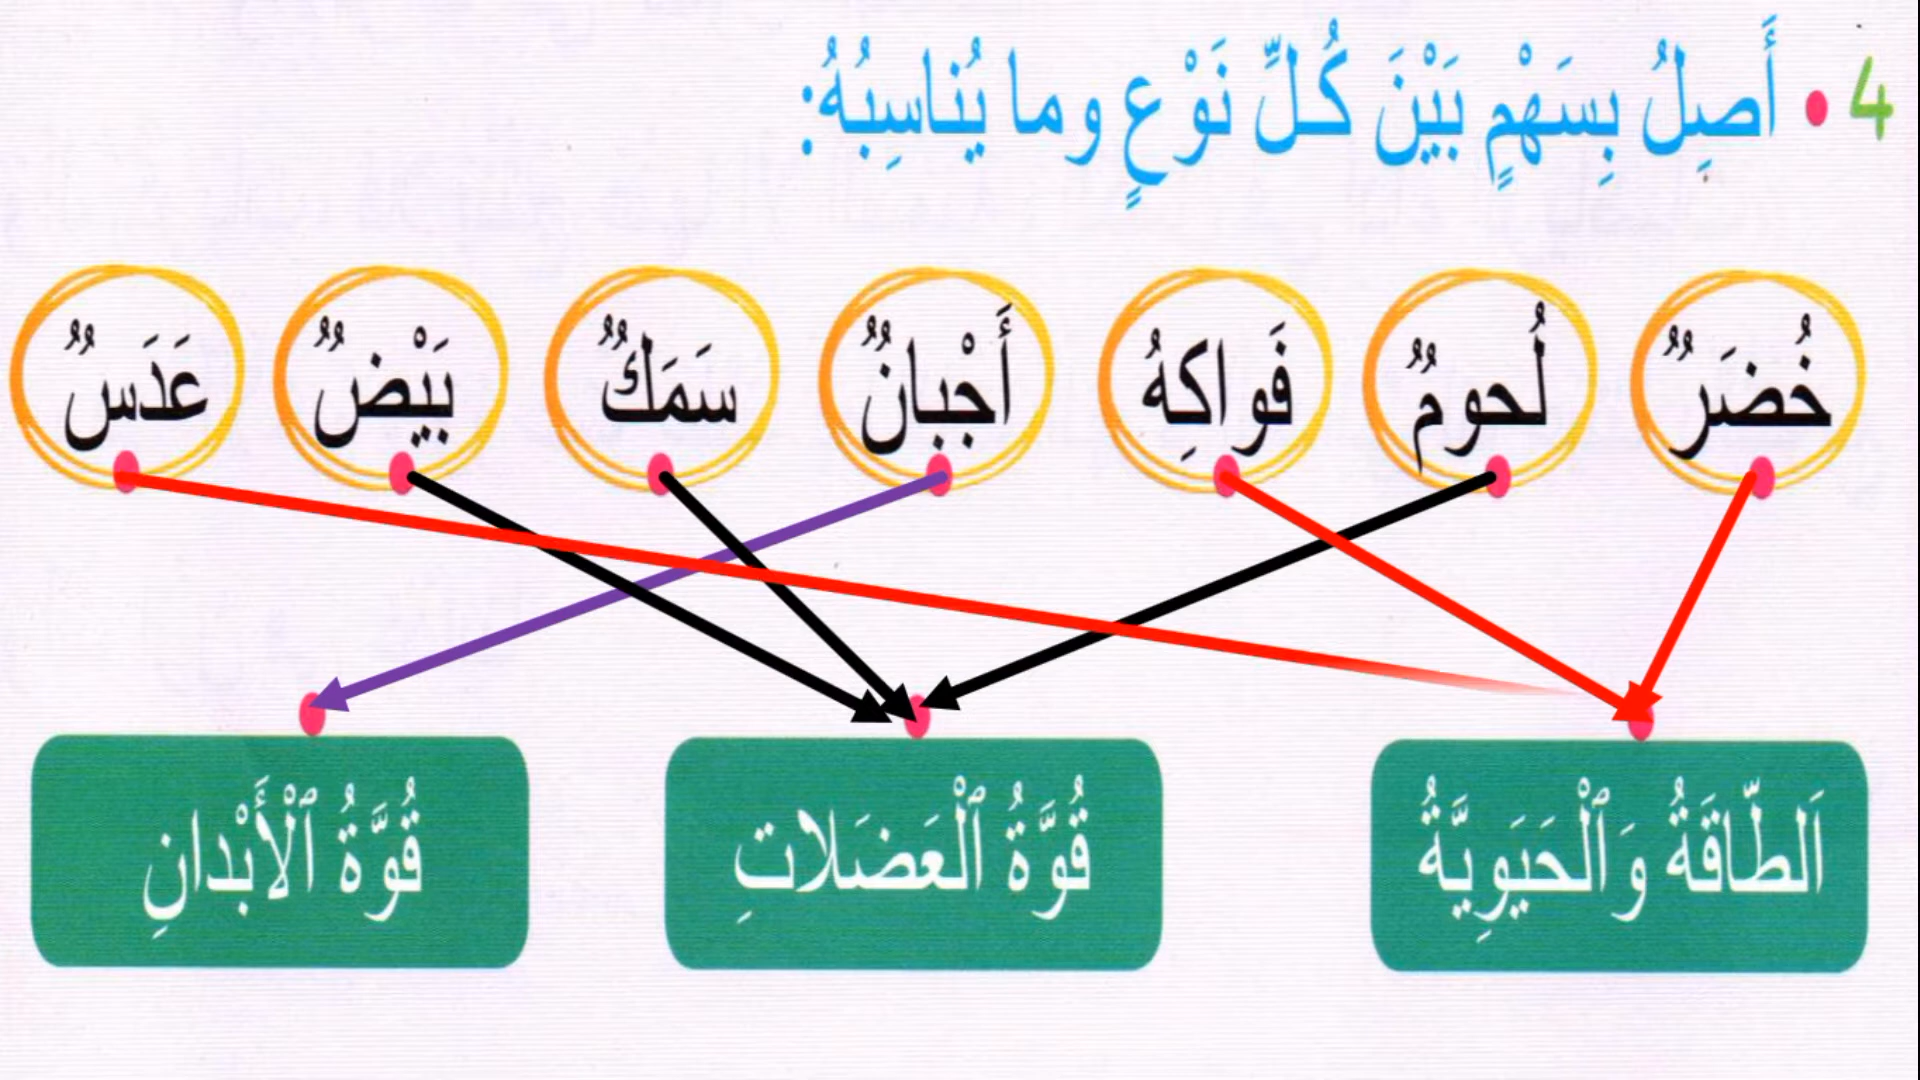 4 • أَصِلُ بِسَهْمٍ بَيْنَ كُلِّ نَوْعٍ وما يُناسِبُهُ:
خُضَرٌ لُحومٌ فَواكِهُ أَجْبانٌ سَمَكٌ بَيْضٌ عَدَسٌ
اَلطّاقَةُ وَٱلْحَيَوِيَّةُ قُوَّةُ ٱلْعَضَلاتِ قُوَّةُ ٱلْأَبْدانِ